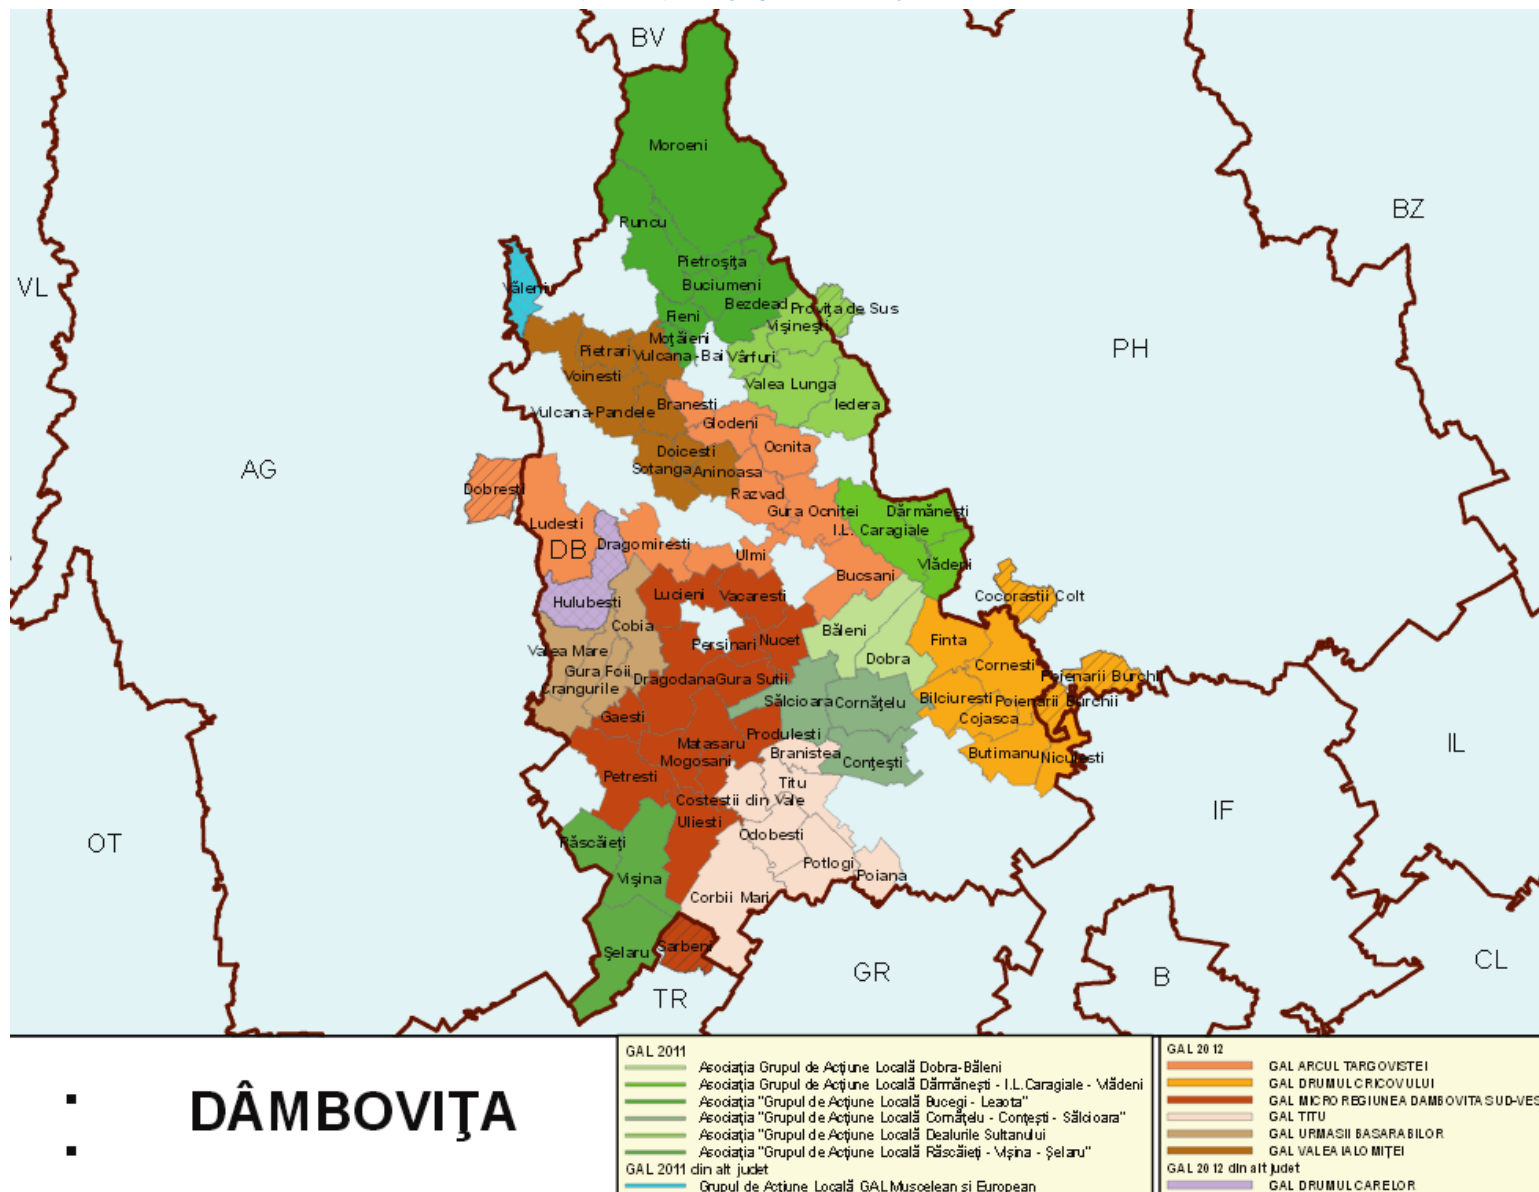 BV
Moroeni
Runcu
BZ
Pietroşiţa
VL
Văleni
Buciumeni
Bezdead
Proviţa de Sus
Fieni
Vişineşti
Moţăieni
PH
Pietrari
Vulcana-Bai
Vârfuri
Voinesti
Valea Lunga
Vulcana-Pandele
Branesti
Iedera
Glodeni
Ocnita
Doicesti
AG
Sotanga
Aninoasa
Dobresti
Razvad
Gura Ocnitei
Dărmăneşti
Ludesti
I.L. Caragiale
DB
Dragomiresti
Ulmi
Vlădeni
Bucsani
Hulubesti
Lucieni
Vacaresti
Cocorastii Colt
Cobia
Băleni
Persinari
Nucet
Finta
Valea Mare
Dobra
Cornesti
Gura Foii
Dragodana
Gura Sutii
Poienarii Burchii
Crangurile
Sălcioara
Cornăţelu
Bilciuresti
Poienarii Burchii
Gaesti
Cojasca
Produlesti
Matasaru
IL
Branistea
Butimanu
Niculesti
Mogosani
Conţeşti
Petresti
Titu
Costestii din Vale
IF
Uliesti
Odobesti
OT
Răscăieţi
Potlogi
Vişina
Poiana
Corbii Mari
Sarbeni
Şelaru
GR
B
CL
TR
DÂMBOVIŢA
GAL 2011
Asociaţia Grupul de Acţiune Locală Dobra-Băleni
Asociaţia Grupul de Acţiune Locală Dărmăneşti - I.L.Caragiale - Vlădeni
Asociaţia "Grupul de Acţiune Locală Bucegi - Leaota"
Asociaţia "Grupul de Acţiune Locală Cornăţelu - Conţeşti - Sălcioara"
Asociaţia "Grupul de Acţiune Locală Dealurile Sultanului
Asociaţia "Grupul de Acţiune Locală Răscăieţi - Vişina - Şelaru"
GAL 2011 din alt judet
Grupul de Actiune Locală GAL Muscelean si European
GAL 2012
GAL ARCUL TARGOVISTEI
GAL DRUMUL CRICOVULUI
GAL MICRO REGIUNEA DAMBOVITA SUD-VES
GAL TITU
GAL URMASII BASARABILOR
GAL VALEA IALOMIŢEI
GAL 2012 din alt judet
GAL DRUMUL CARELOR